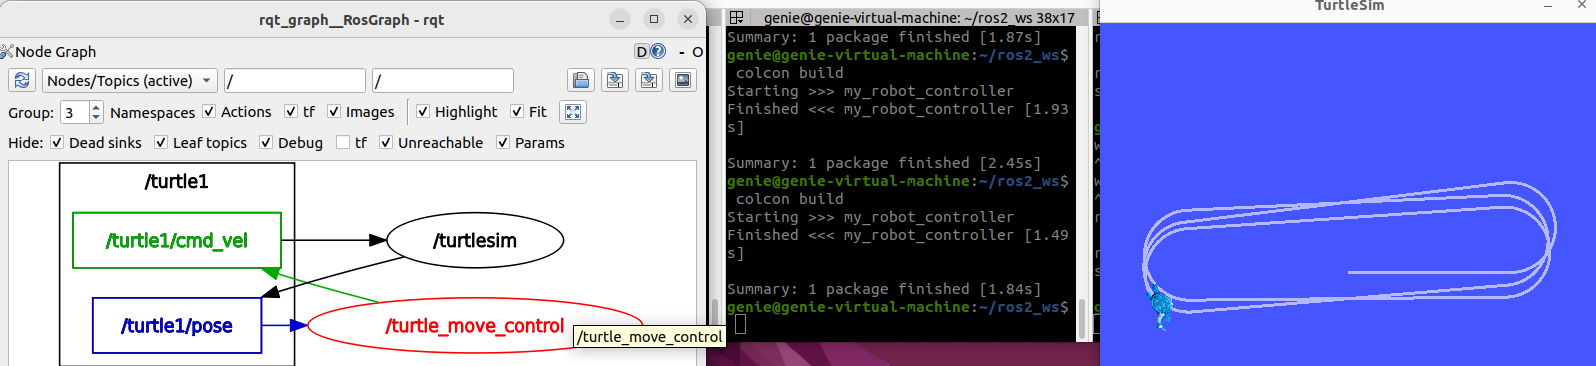 rqt_graph__RosGraph - rqt
Node Graph
D
- O
Nodes/Topics (active)
/
/
Group: 3 Namespaces Actions tf Images Highlight Fit
Hide: Dead sinks Leaf topics Debug tf Unreachable Params
/turtle1
/turtle1/cmd_vel
/turtlesim
/turtle1/pose
/turtle_move_control
/turtle_move_control
genie@genie-virtual-machine: ~/ros2_ws 38x17
Summary: 1 package finished [1.87s]
genie@genie-virtual-machine:~/ros2_ws$
colcon build
Starting >>> my_robot_controller
Finished <<< my_robot_controller [1.93
s]
Summary: 1 package finished [2.45s]
genie@genie-virtual-machine:~/ros2_ws$
colcon build
Starting >>> my_robot_controller
Finished <<< my_robot_controller [1.49
s]
Summary: 1 package finished [1.84s]
genie@genie-virtual-machine:~/ros2_ws$
TurtleSim